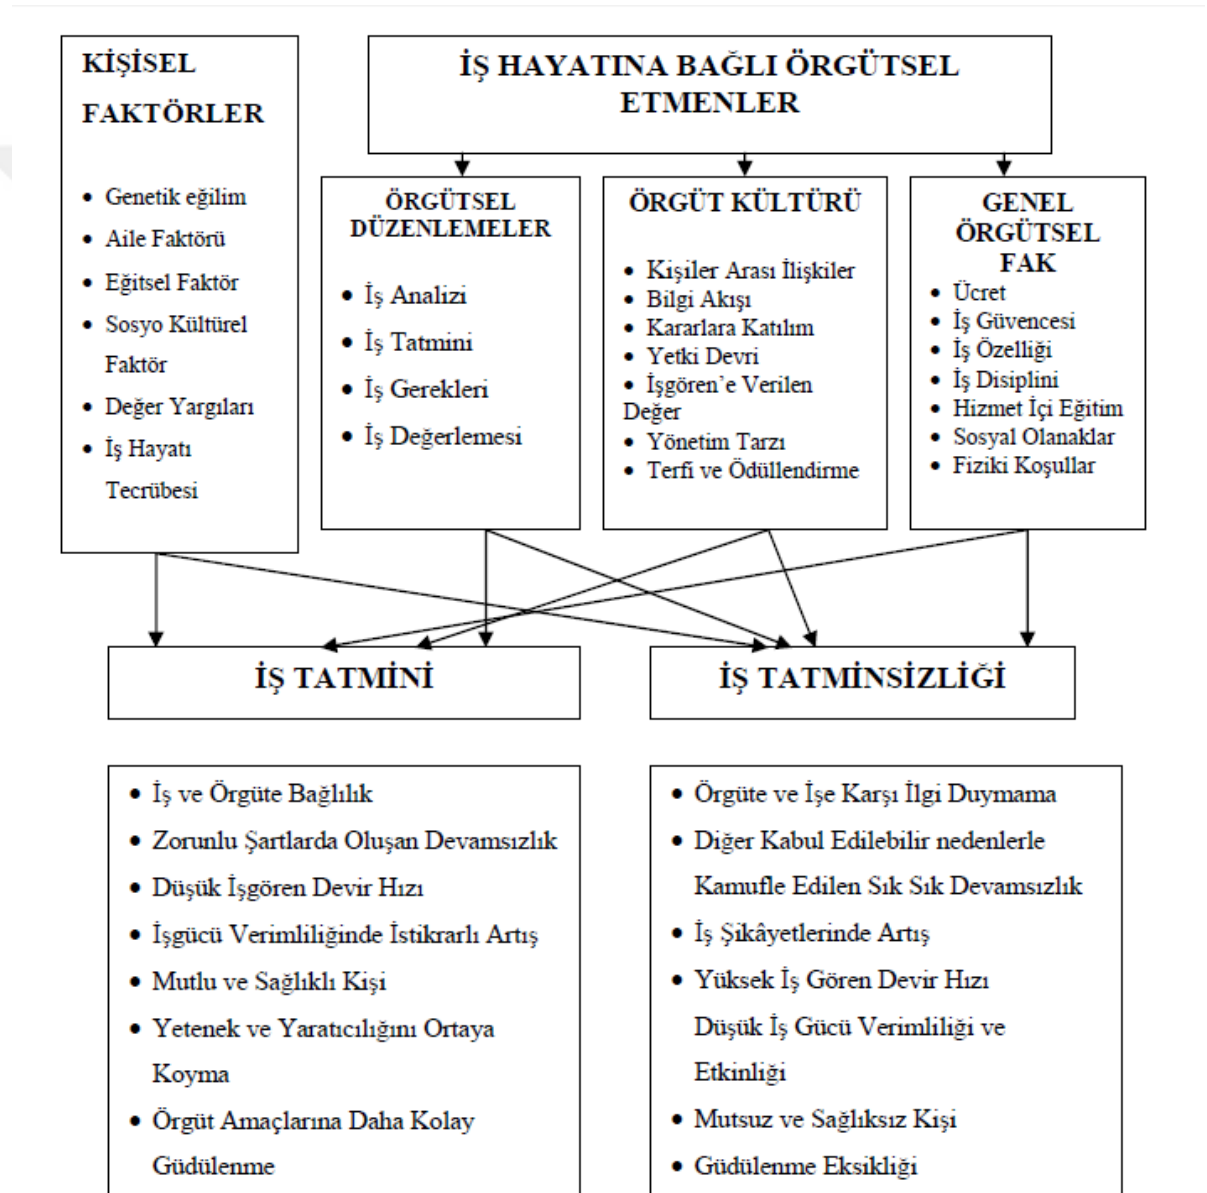 KİŞİSEL
FAKTÖRLER
• Genetik eğilim
• Aile Faktörü
• Eğitsel Faktör
• Sosyo Kültürel
Faktör
• Değer Yargıları
• İş Hayatı
Tecrübesi
İŞ HAYATINA BAĞLI ÖRGÜTSEL
ETMENLER
ÖRGÜTSEL
DÜZENLEMELER
• İş Analizi
• İş Tatmini
• İş Gerekleri
• İş Değerlemesi
ÖRGÜT KÜLTÜRÜ
• Kişiler Arası İlişkiler
• Bilgi Akışı
• Kararlara Katılım
• Yetki Devri
• İşgören’e Verilen
Değer
• Yönetim Tarzı
• Terfi ve Ödüllendirme
GENEL
ÖRGÜTSEL
FAK
• Ücret
• İş Güvencesi
• İş Özelliği
• İş Disiplini
• Hizmet İçi Eğitim
• Sosyal Olanaklar
• Fiziki Koşullar
İŞ TATMİNİ
İŞ TATMİNSİZLİĞİ
• İş ve Örgüte Bağlılık
• Zorunlu Şartlarda Oluşan Devamsızlık
• Düşük İşgören Devir Hızı
• İşgücü Verimliliğinde İstikrarlı Artış
• Mutlu ve Sağlıklı Kişi
• Yetenek ve Yaratıcılığını Ortaya
Koyma
• Örgüt Amaçlarına Daha Kolay
Güdülenme
• Örgüte ve İşe Karşı İlgi Duymama
• Diğer Kabul Edilebilir nedenlerle
Kamufle Edilen Sık Sık Devamsızlık
• İş Şikâyetlerinde Artış
• Yüksek İş Gören Devir Hızı
Düşük İş Gücü Verimliliği ve
Etkinliği
• Mutsuz ve Sağlıksız Kişi
• Güdülenme Eksikliği